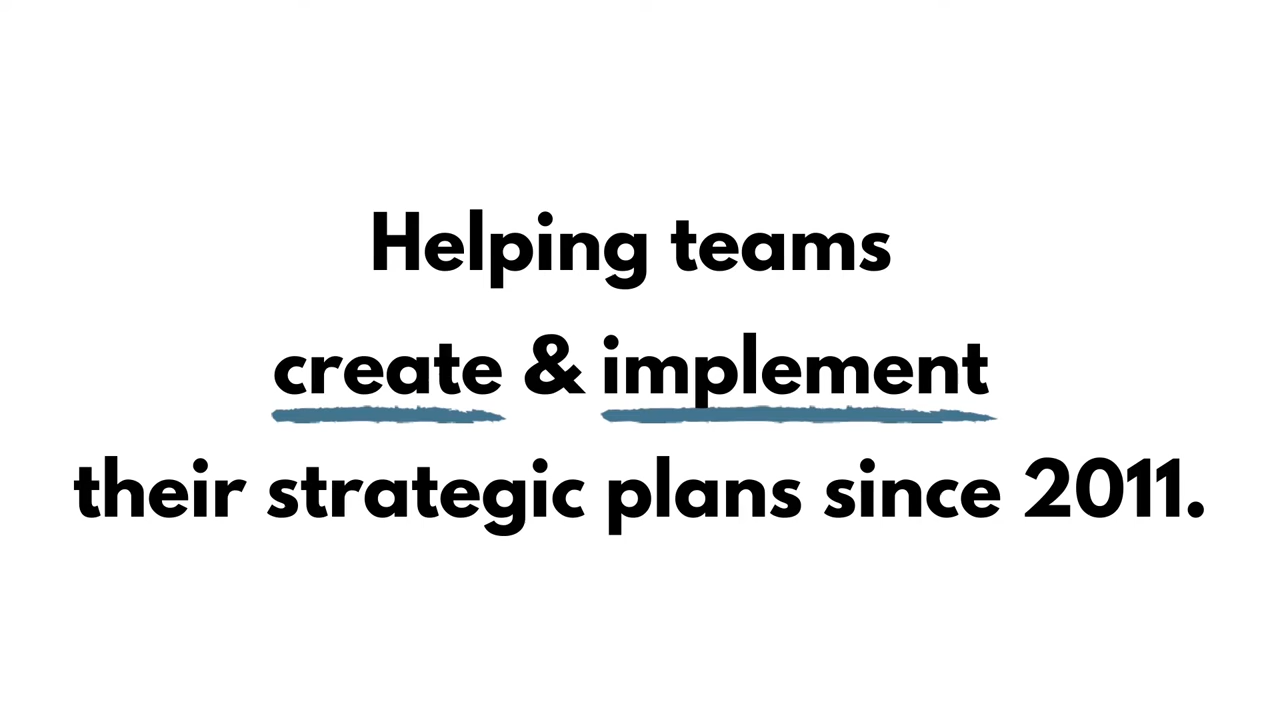 Helping teams
create & implement
their strategic plans since 2011.